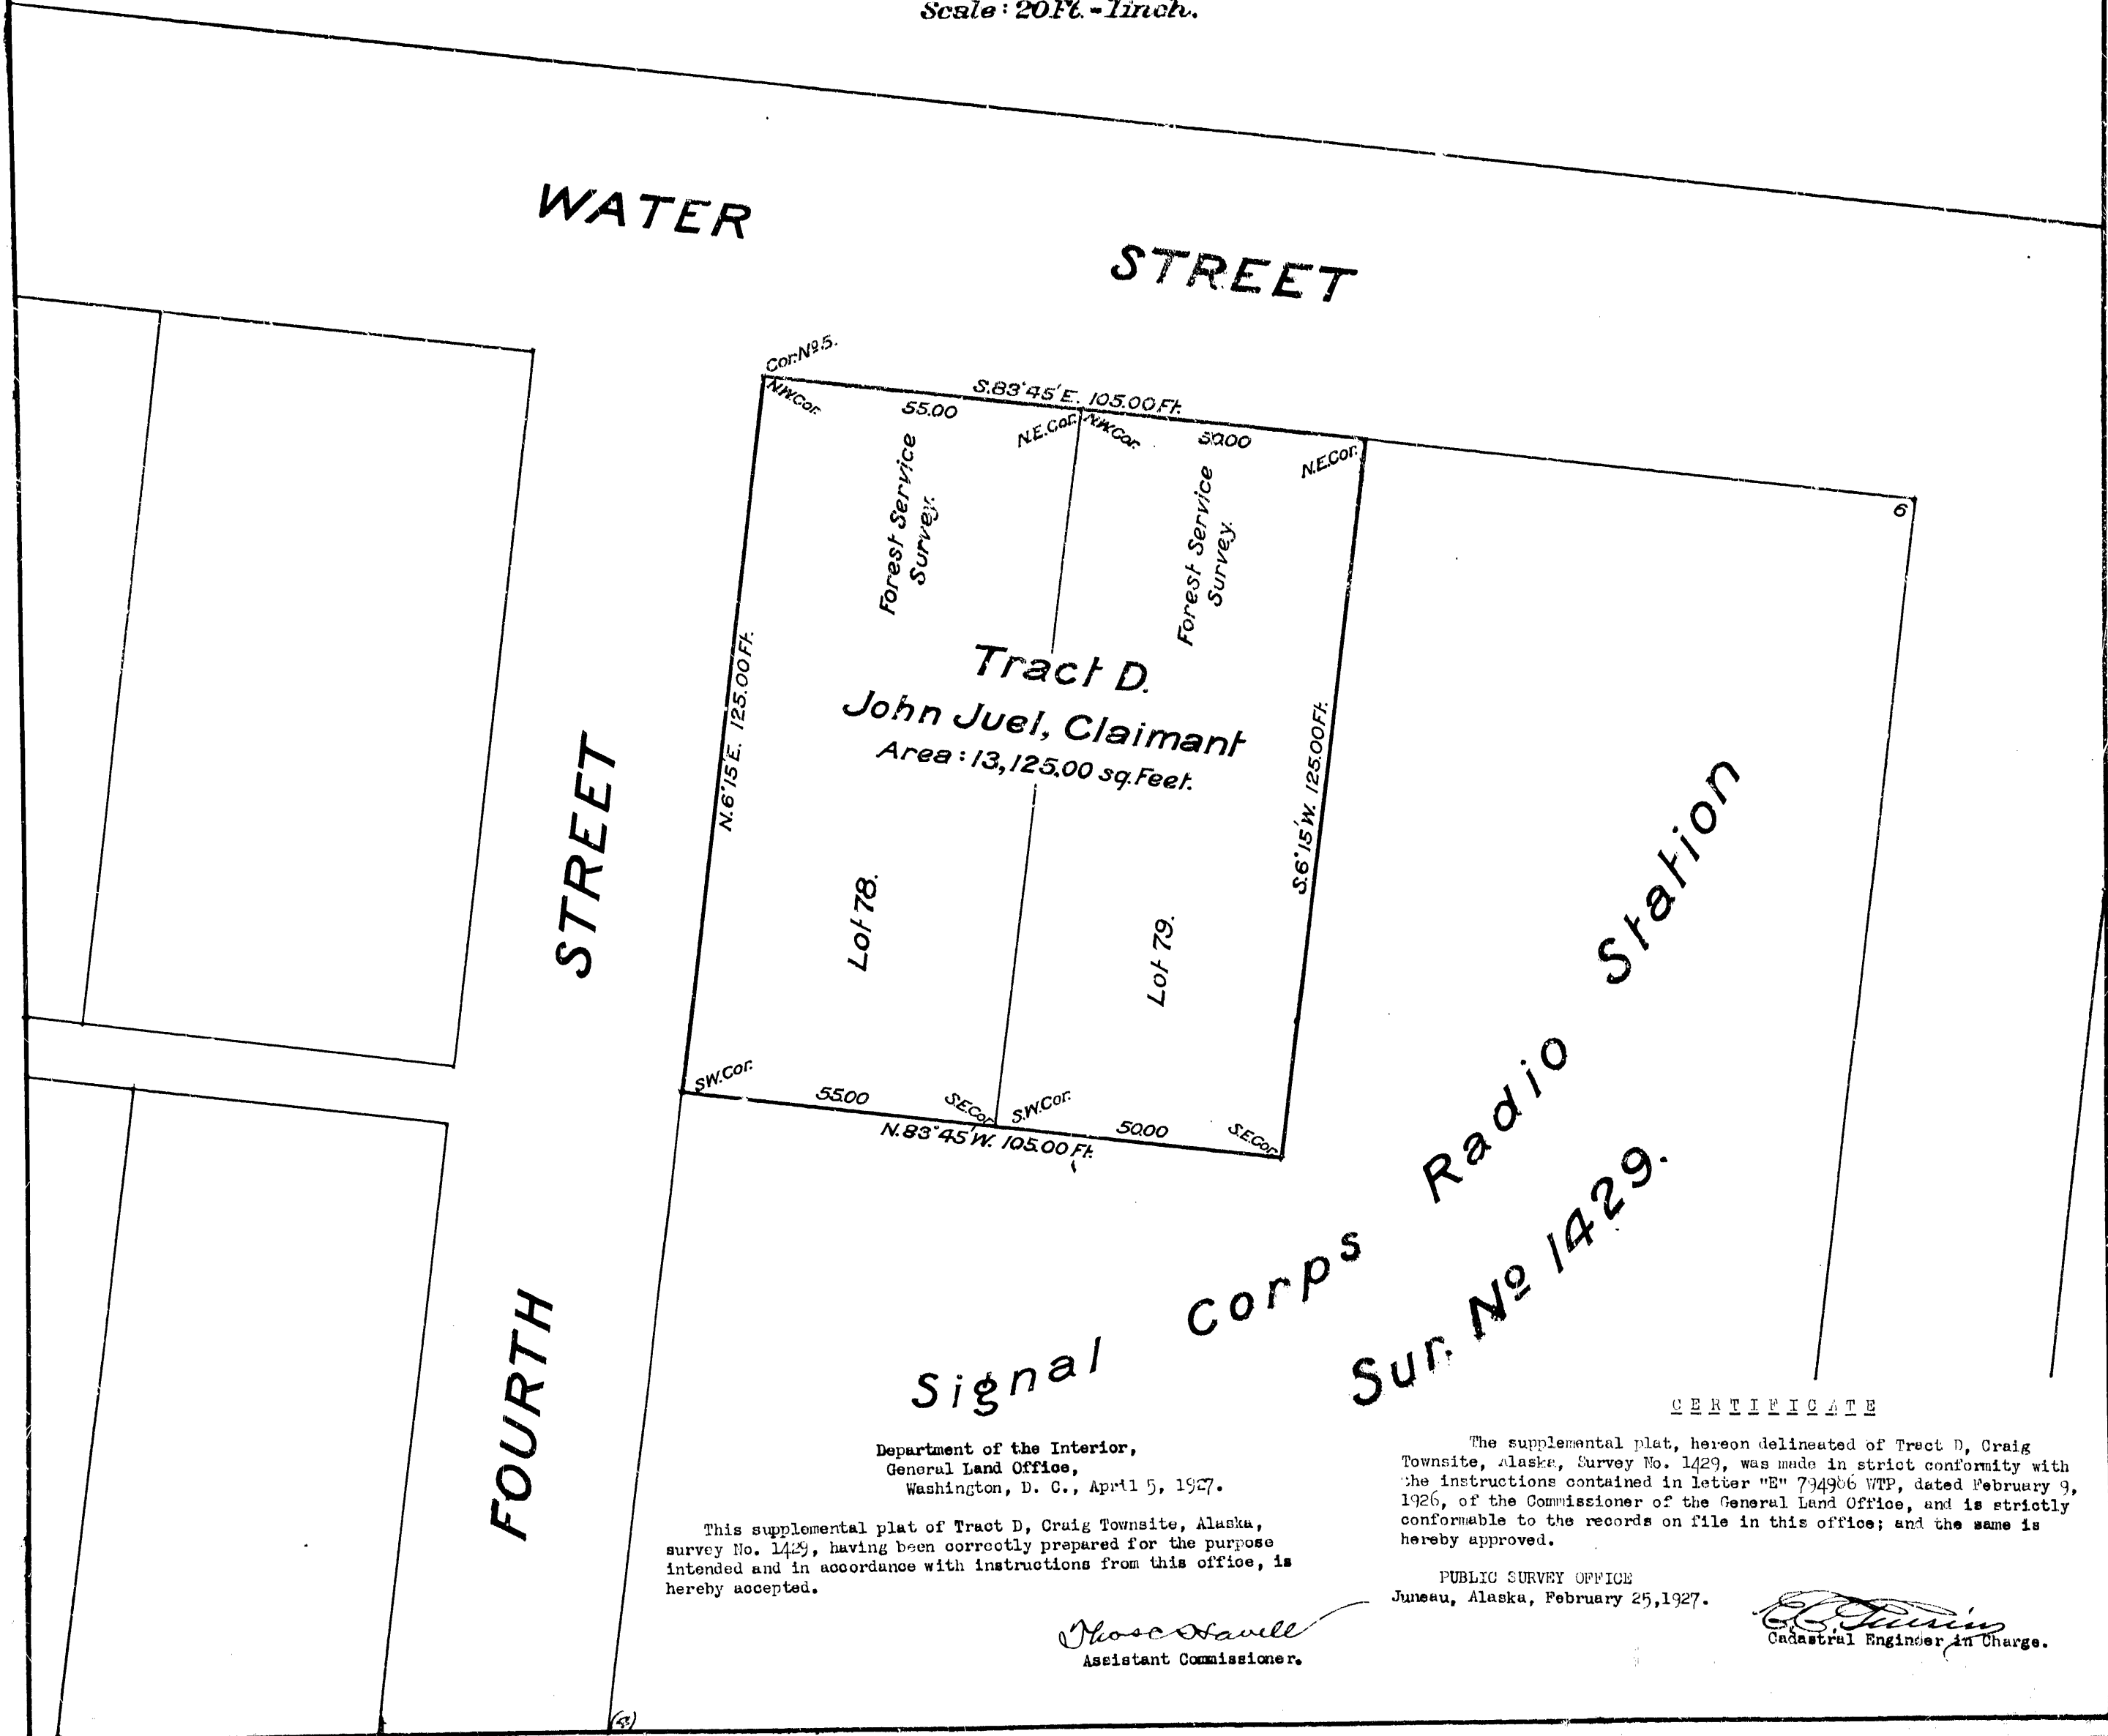 Scale: 20Ft.-1inch.
WATER
STREET
Cor.Nº5.
N.W.Cor.
S.83°45'E. 105.00Ft.
55.00
N.E.Cor.
N.W.Cor.
50.00
N.E.Cor.
6
Forest Service
Survey.
Forest Service
Survey.
N.6°15'E. 125.00Ft.
Tract D.
John Juel, Claimant
Area: 13,125.00 sq.Feet.
S.6°15'W. 125.00Ft.
STREET
Lot 78.
Lot 79.
S.W.Cor.
55.00
S.E.Cor.
S.W.Cor.
50.00
S.E.Cor.
N.83°45'W. 105.00Ft.
Signal Corps Radio Station
Sur. Nº 1429.
FOURTH
Department of the Interior,
General Land Office,
Washington, D. C., April 5, 1927.
This supplemental plat of Tract D, Craig Townsite, Alaska,
survey No. 1429, having been correctly prepared for the purpose
intended and in accordance with instructions from this office, is
hereby accepted.
Assistant Commissioner.
CERTIFICATE
The supplemental plat, hereon delineated of Tract D, Craig
Townsite, Alaska, Survey No. 1429, was made in strict conformity with
the instructions contained in letter "E" 794986 WTP, dated February 9,
1926, of the Commissioner of the General Land Office, and is strictly
conformable to the records on file in this office; and the same is
hereby approved.
PUBLIC SURVEY OFFICE
Juneau, Alaska, February 25,1927.
Cadastral Engineer in Charge.
(4)